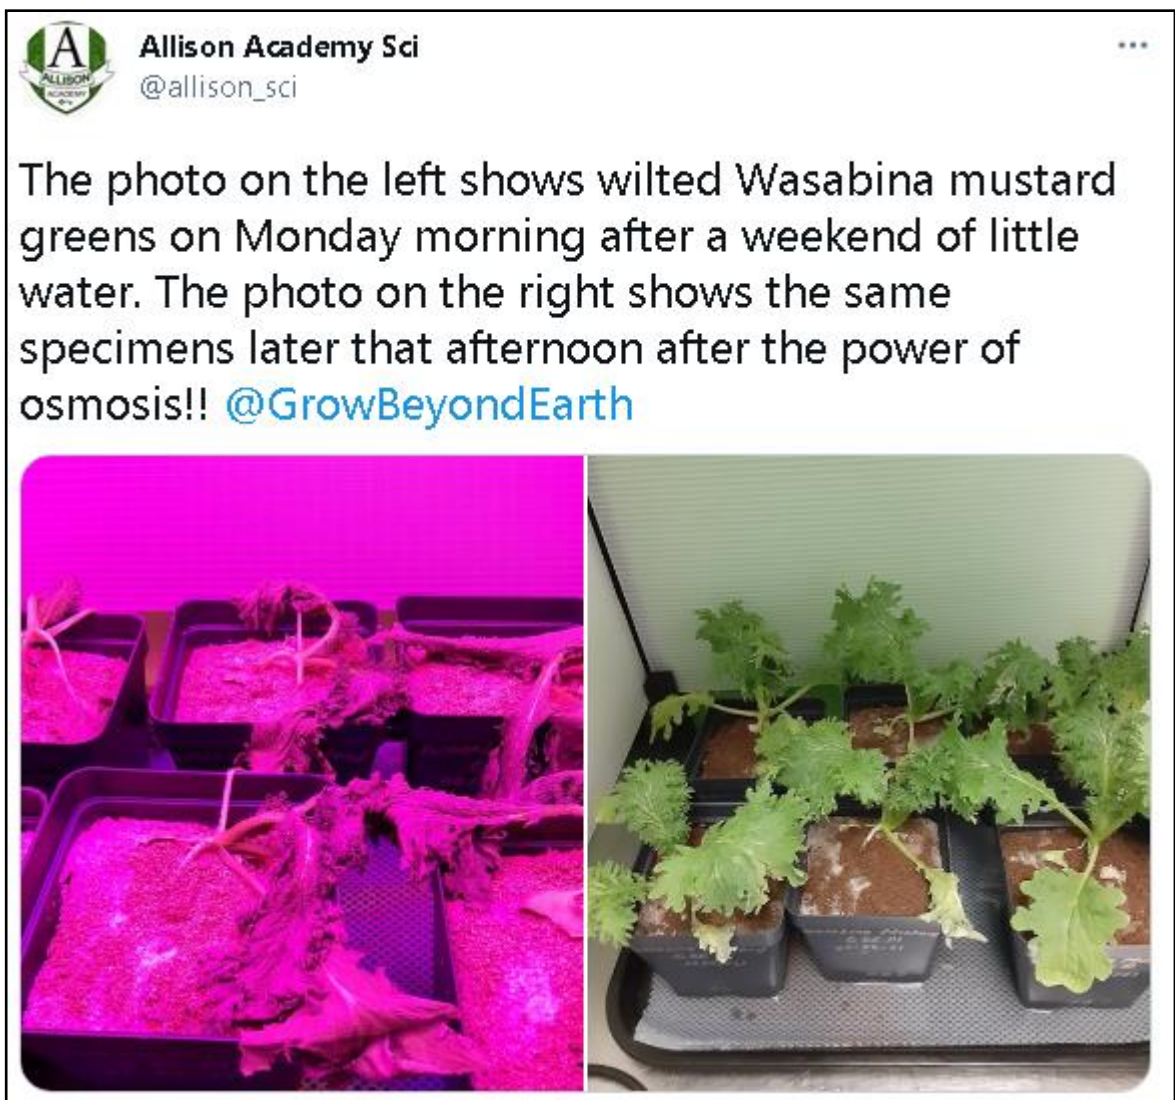 A
ALLISON
ACADEMY
Allison Academy Sci
@allison_sci
The photo on the left shows wilted Wasabina mustard
greens on Monday morning after a weekend of little
water. The photo on the right shows the same
specimens later that afternoon after the power of
osmosis!! @GrowBeyondEarth